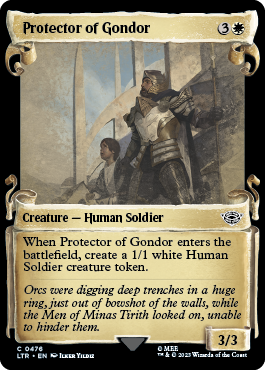 Protector of Gondor 3
Creature — Human Soldier
When Protector of Gondor enters the
battlefield, create a 1/1 white Human
Soldier creature token.
Orcs were digging deep trenches in a huge
ring, just out of bowshot of the walls, while
the Men of Minas Tirith looked on, unable
to hinder them.
3/3
C 0476
LTR • EN ILKER YILDIZ
© MEE
™ & © 2023 Wizards of the Coast